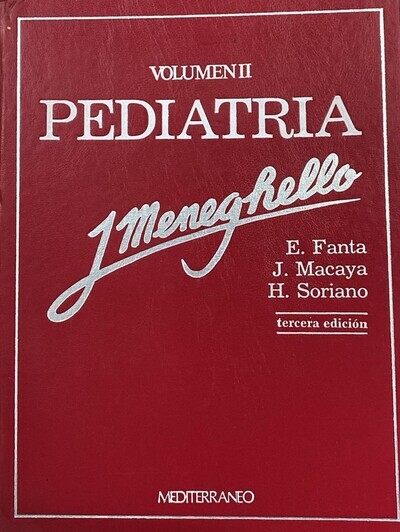 VOLUMEN II
PEDIATRIA
J Meneghello
E. Fanta
J. Macaya
H. Soriano
tercera edición
MEDITERRANEO